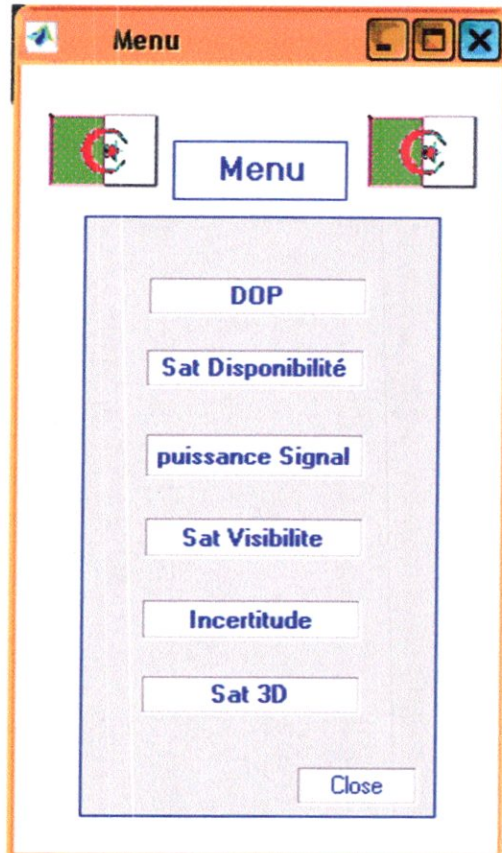 Menu
Menu
DOP
Sat Disponibilité
puissance Signal
Sat Visibilite
Incertitude
Sat 3D
Close